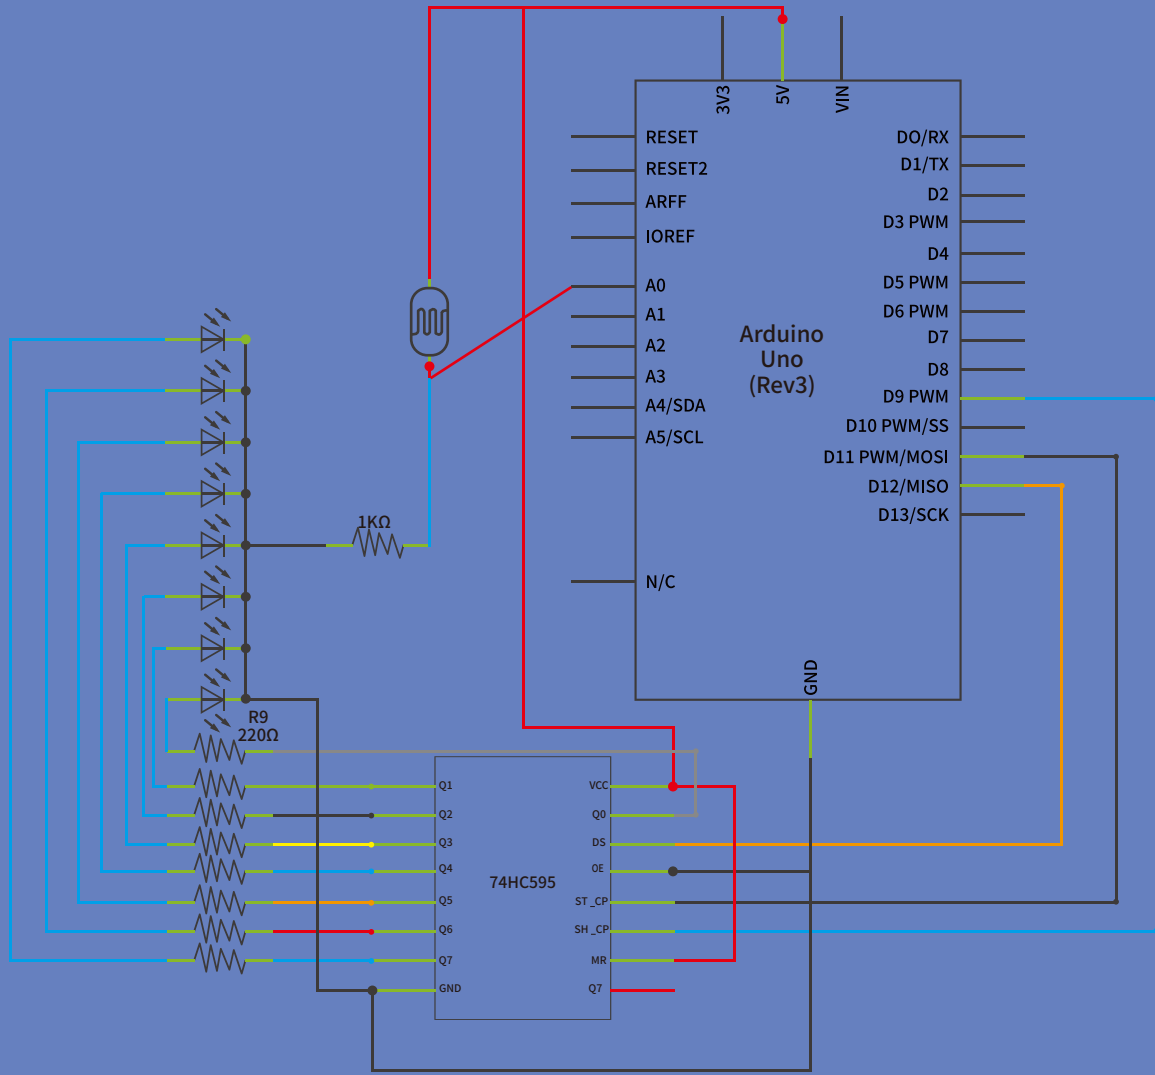 3V3
5V
VIN
RESET
RESET2
ARFF
IOREF
A0
A1
A2
A3
A4/SDA
A5/SCL
N/C
Arduino
Uno
(Rev3)
DO/RX
D1/TX
D2
D3 PWM
D4
D5 PWM
D6 PWM
D7
D8
D9 PWM
D10 PWM/SS
D11 PWM/MOSI
D12/MISO
D13/SCK
GND
1KΩ
R9
220Ω
Q1
Q2
Q3
Q4
Q5
Q6
Q7
GND
74HC595
VCC
Q0
DS
OE
ST_CP
SH_CP
MR
Q7